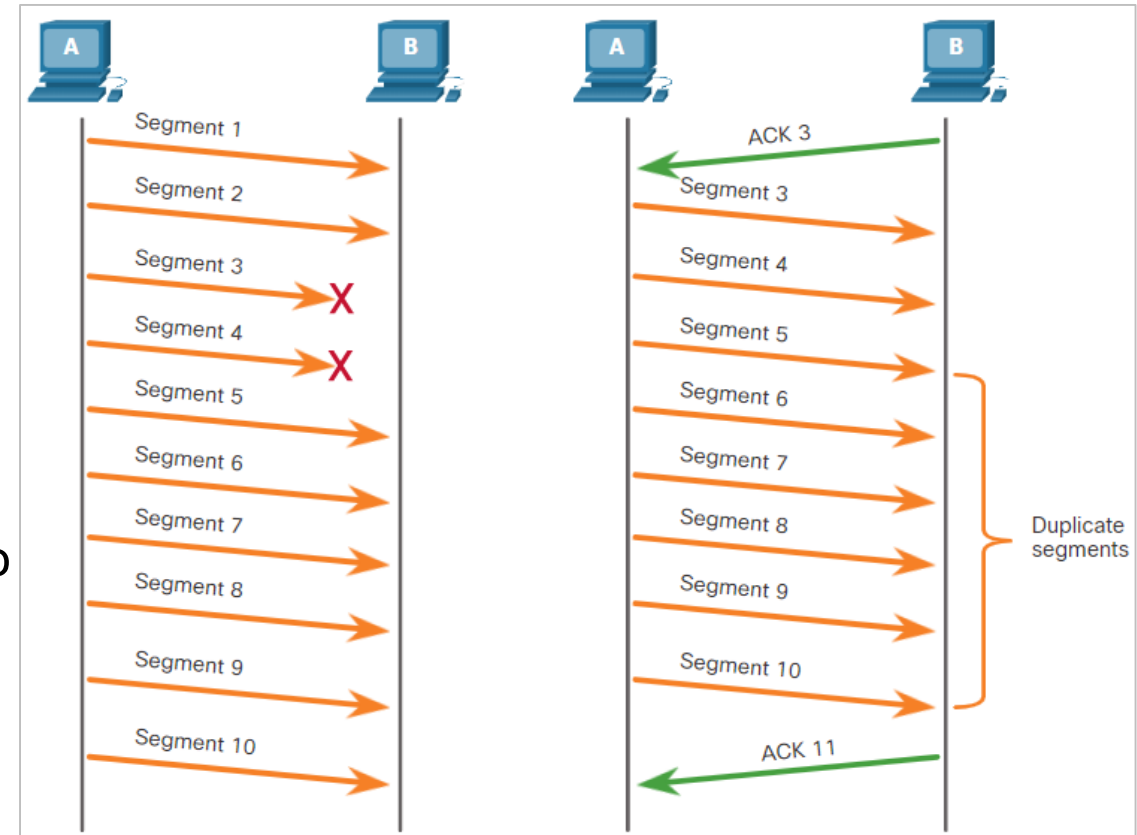 A
B
Segment 1
Segment 2
Segment 3
X
Segment 4
X
Segment 5
Segment 6
Segment 7
Segment 8
Segment 9
Segment 10
A
B
ACK 3
Segment 3
Segment 4
Segment 5
Segment 6
Segment 7
Segment 8
Segment 9
Segment 10
ACK 11
Duplicate
segments